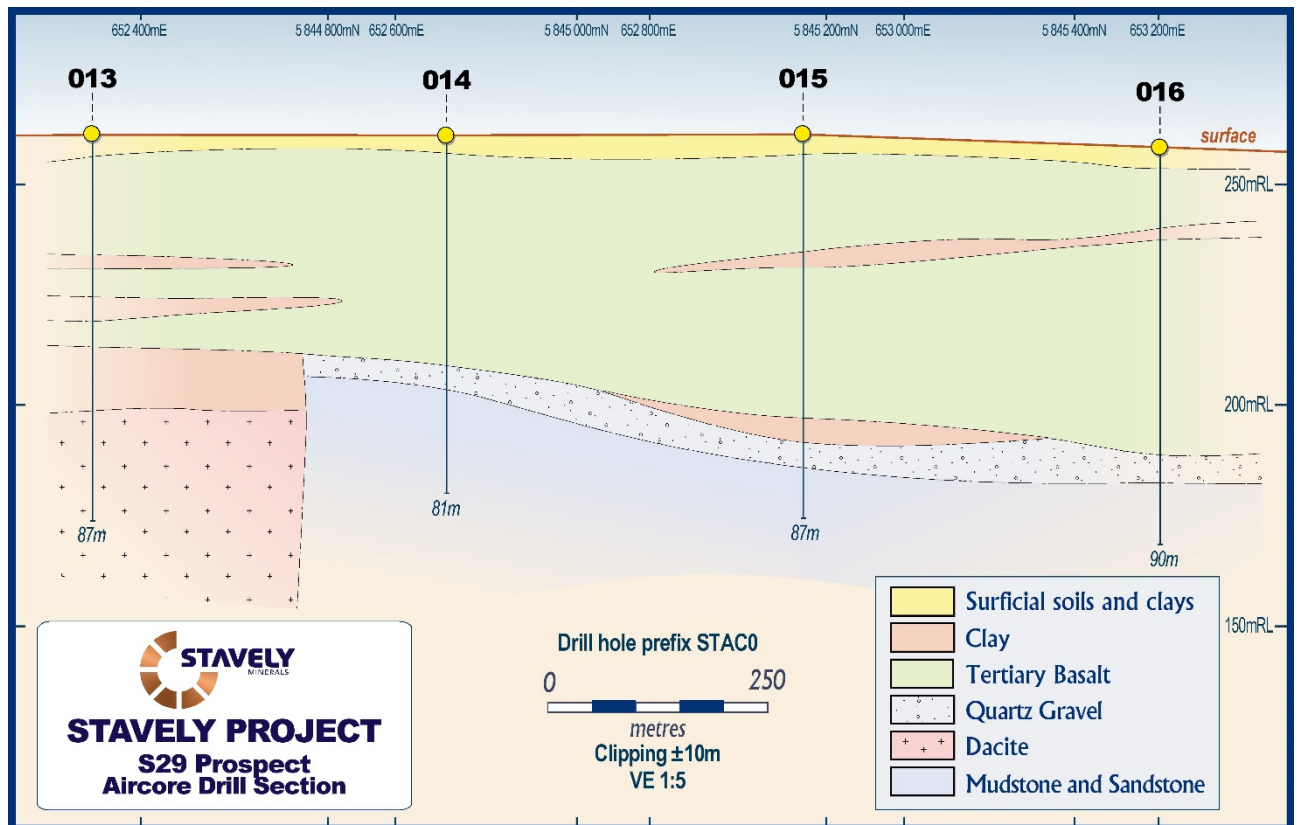 652 400mE 5 844 800mN 652 600mE 5 845 000mN 652 800mE 5 845 200mN 653 000mE 5 845 400mN 653 200mE
013 014 015 016
surface
250mRL
200mRL
87m 81m 87m 90m
150mRL
STAVELY
MINERALS
STAVELY PROJECT
S29 Prospect
Aircore Drill Section
Drill hole prefix STAC0
0 250
metres
Clipping ±10m
VE 1:5
Surficial soils and clays
Clay
Tertiary Basalt
Quartz Gravel
Dacite
Mudstone and Sandstone